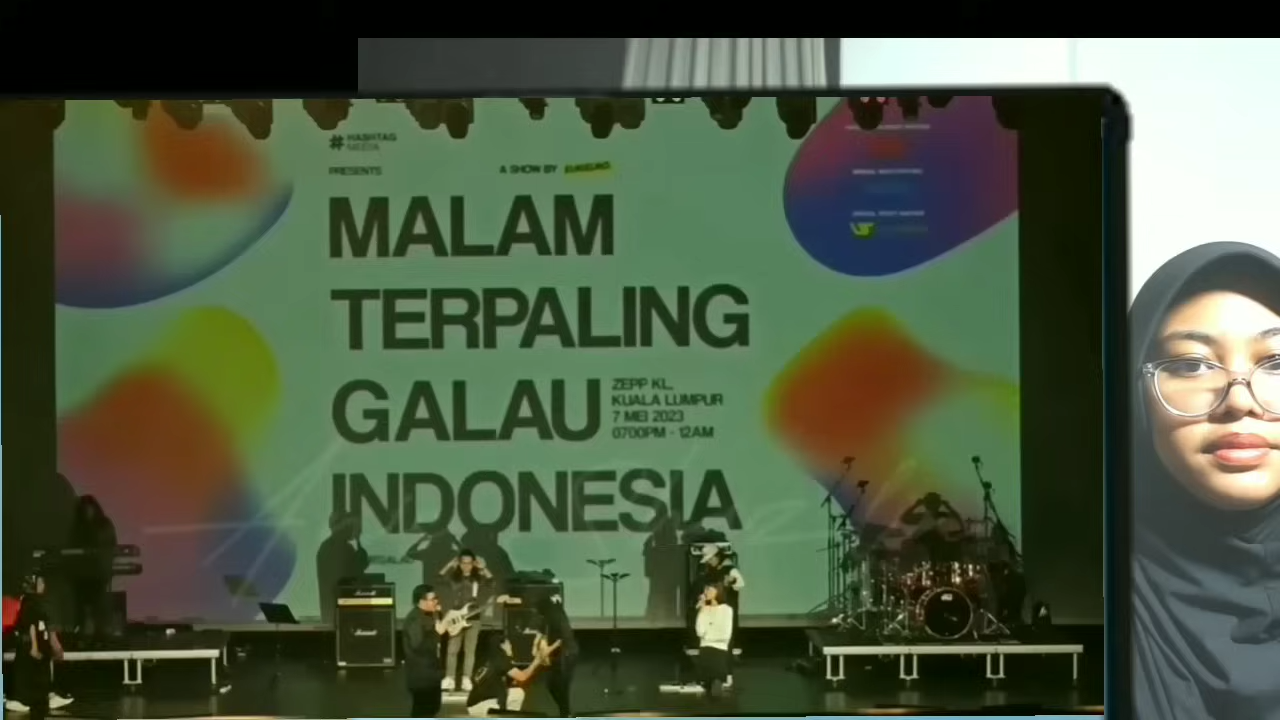 # HASHTAG
MEDIA
PRESENTS
A SHOW BY
MALAM
TERPALING
GALAU
ZEPP KL,
KUALA LUMPUR
7 MEI 2023
0700PM - 12AM
INDONESIA
Marshall
Marshall